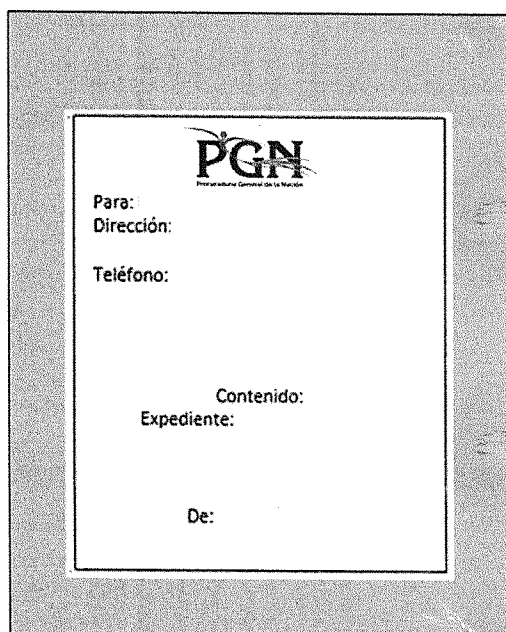 PGN
Procuraduría General de la Nación
Para:
Dirección:
Teléfono:
Contenido:
Expediente:
De: